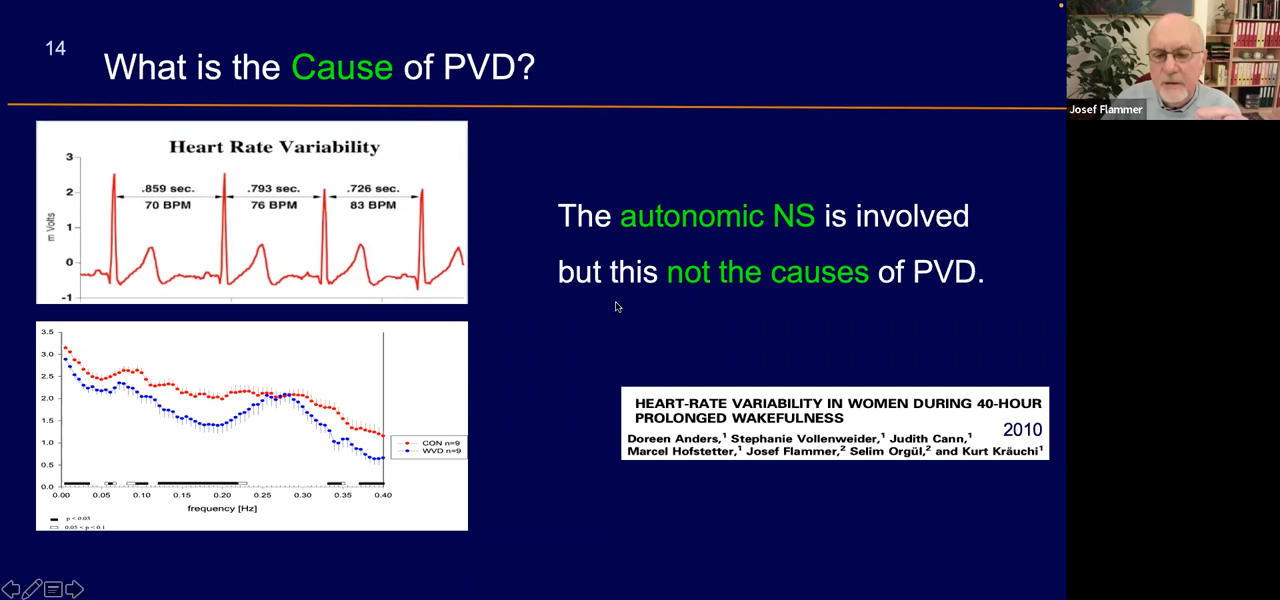 14
What is the Cause of PVD?
Josef Flammer
Heart Rate Variability
3
2
1
0
-1
m Volts
.859 sec.
.793 sec.
.726 sec.
70 BPM
76 BPM
83 BPM
The autonomic NS is involved
but this not the causes of PVD.
3.5
3.0
2.5
2.0
1.5
1.0
0.5
0.0
CON n=9
WVD n=9
0.00 0.05 0.10 0.15 0.20 0.25 0.30 0.35 0.40
frequency [Hz]
p < 0.05
0.05 < p < 0.1
HEART-RATE VARIABILITY IN WOMEN DURING 40-HOUR
PROLONGED WAKEFULNESS
2010
Doreen Anders,¹ Stephanie Vollenweider,¹ Judith Cann,¹
Marcel Hofstetter,¹ Josef Flammer,² Selim Orgül,² and Kurt Kräuchi¹